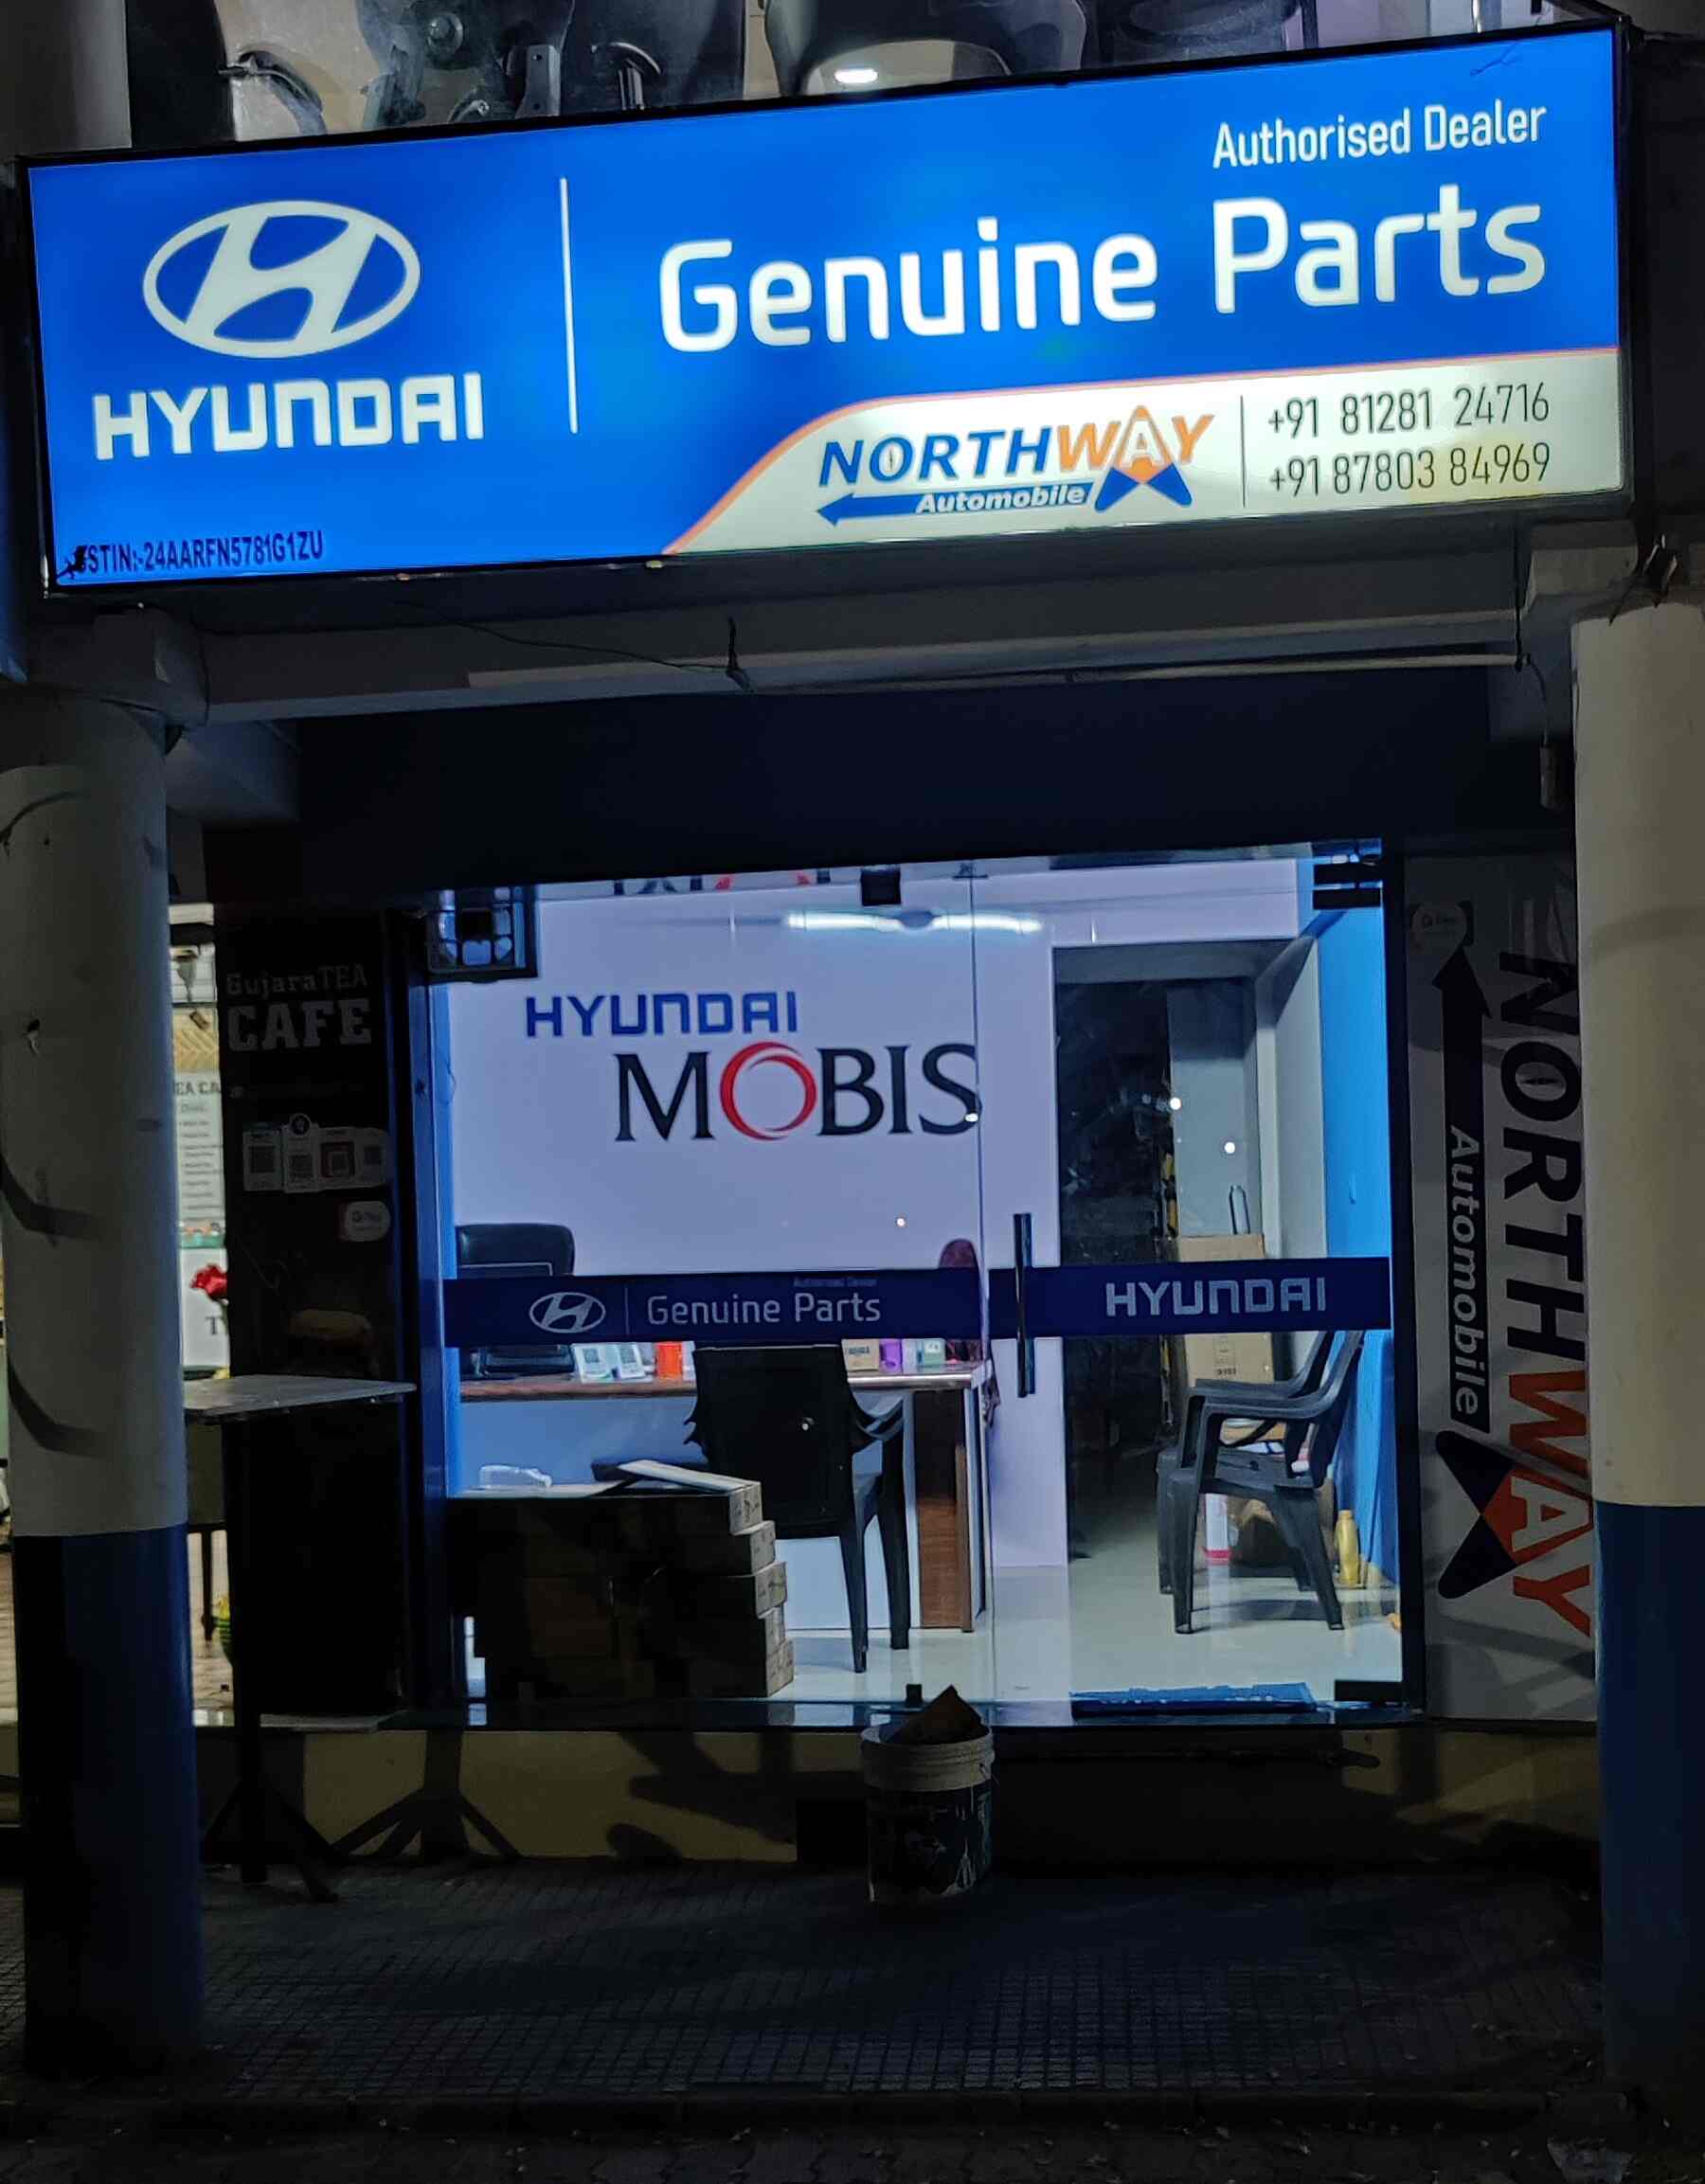 Authorised Dealer
HYUNDAI
Genuine Parts
NORTHWAY
Automobile
+91 81281 24716
+91 87803 84969
GSTIN:-24AARFN5781G1ZU
GujaraTEA
CAFE
HYUNDAI
MOBIS
Genuine Parts
HYUNDAI
NORTHWAY
Automobile